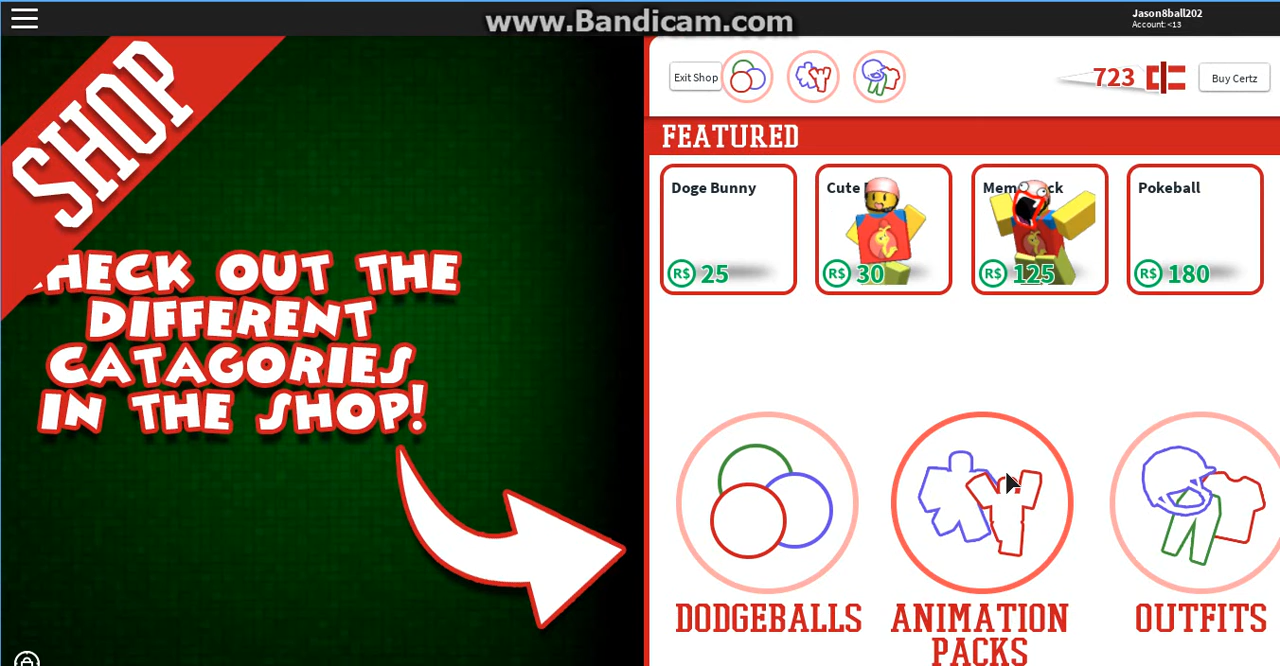 www.Bandicam.com
Jason8ball202
Account: <13
SHOP
HECK OUT THE
DIFFERENT
CATAGORIES
IN THE SHOP!
Exit Shop
723
Buy Certz
FEATURED
Doge Bunny
R$ 25
Cute
R$ 30
R$ 125
Pokeball
R$ 180
DODGEBALLS
ANIMATION
PACKS
OUTFITS